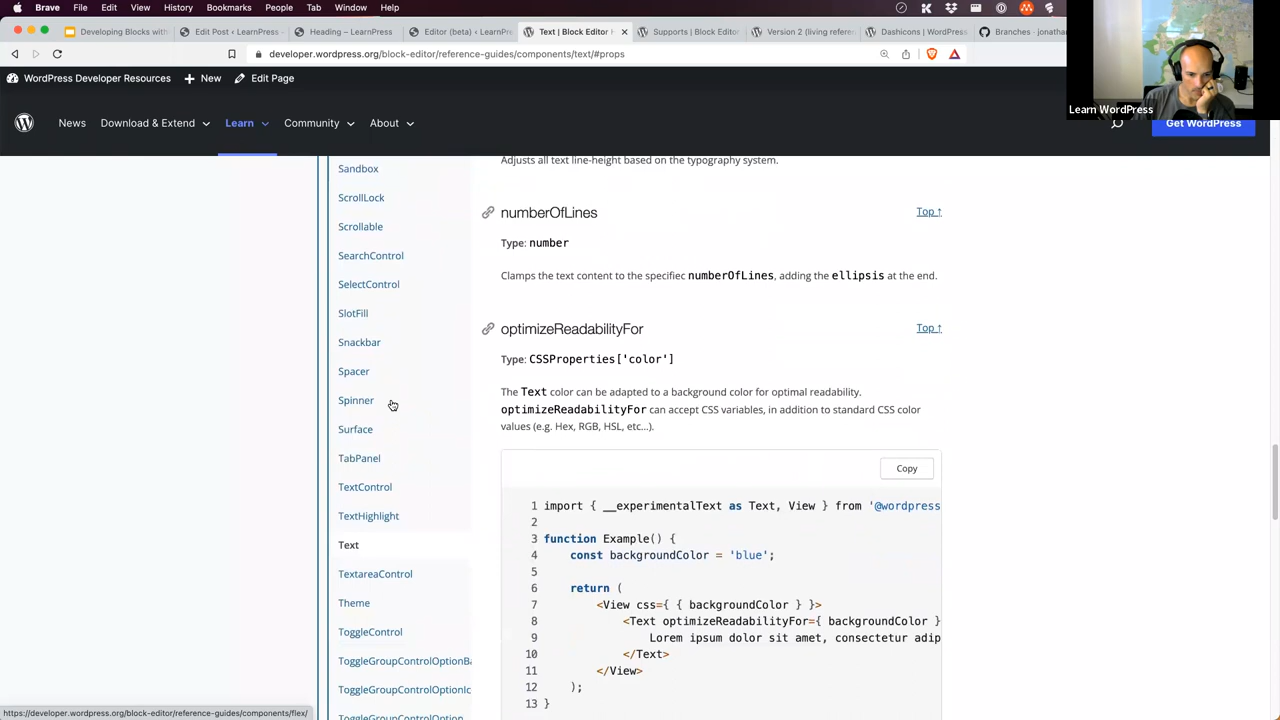 Brave File Edit View History Bookmarks People Tab Window
Developing Blocks with
Edit Post ‹ LearnPress
Heading – LearnPress
Editor (beta) ‹ LearnPr
Text | Block Editor H
Supports | Block Editor
Version 2 (living refere
Dashicons | WordPress
Branches · jonathan
developer.wordpress.org/block-editor/reference-guides/components/text/#props
WordPress Developer Resources New Edit Page
Learn WordPress
News Download & Extend Learn Community About Get WordPress
Sandbox
ScrollLock
Scrollable
SearchControl
SelectControl
SlotFill
Snackbar
Spacer
Spinner
Surface
TabPanel
TextControl
TextHighlight
Text
TextareaControl
Theme
ToggleControl
ToggleGroupControlOptionBa
ToggleGroupControlOptionIc
ToggleGroupControlOption
Adjusts all text line-height based on the typography system.
numberOfLines Top ↑
Type: number
Clamps the text content to the specifiec numberOfLines, adding the ellipsis at the end.
optimizeReadabilityFor Top ↑
Type: CSSProperties['color']
The Text color can be adapted to a background color for optimal readability.
optimizeReadabilityFor can accept CSS variables, in addition to standard CSS color
values (e.g. Hex, RGB, HSL, etc…).
Copy
1 import { __experimentalText as Text, View } from '@wordpress
2
3 function Example() {
4 const backgroundColor = 'blue';
5
6 return (
7 <View css={ { backgroundColor } }>
8 <Text optimizeReadabilityFor={ backgroundColor }
9 Lorem ipsum dolor sit amet, consectetur adip
10 </Text>
11 </View>
12 );
13 }
https://developer.wordpress.org/block-editor/reference-guides/components/flex/